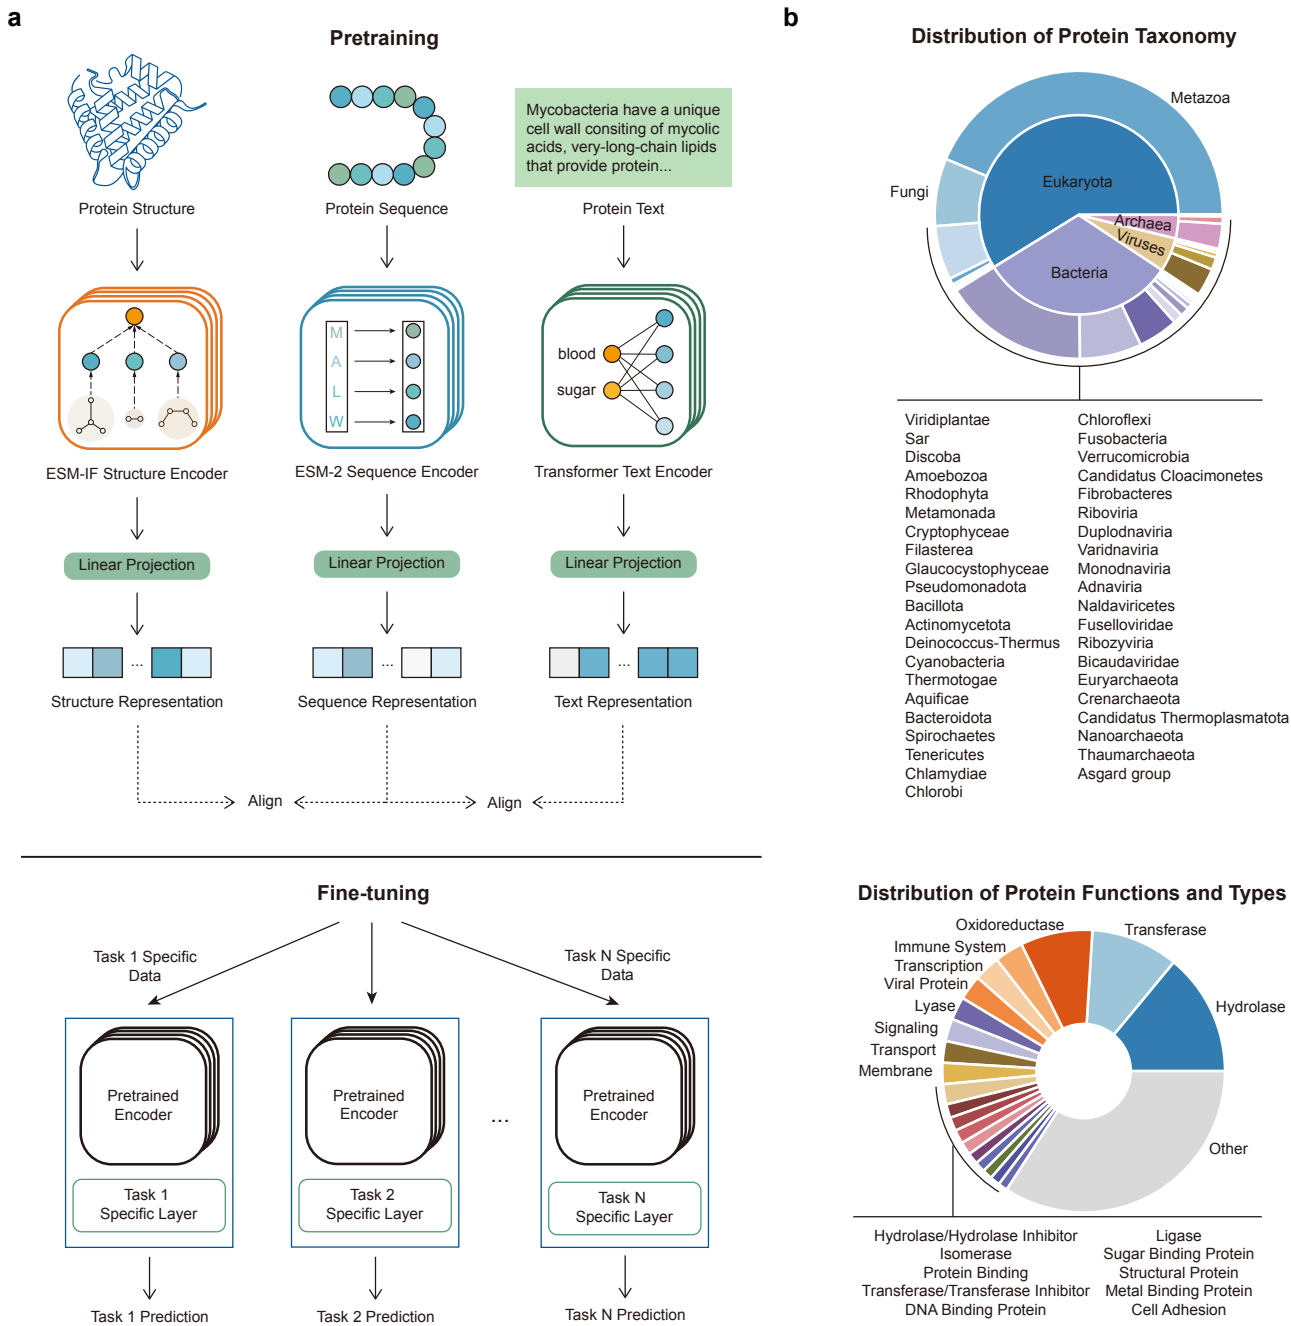 a
Pretraining
Protein Structure
Protein Sequence
Mycobacteria have a unique
cell wall consiting of mycolic
acids, very-long-chain lipids
that provide protein...
Protein Text
M
A
L
W
blood
sugar
ESM-IF Structure Encoder
ESM-2 Sequence Encoder
Transformer Text Encoder
Linear Projection
Linear Projection
Linear Projection
...
...
...
Structure Representation
Sequence Representation
Text Representation
Align
Align
Fine-tuning
Task 1 Specific
Data
Task N Specific
Data
Pretrained
Encoder
Pretrained
Encoder
...
Pretrained
Encoder
Task 1
Specific Layer
Task 2
Specific Layer
Task N
Specific Layer
Task 1 Prediction
Task 2 Prediction
Task N Prediction
b
Distribution of Protein Taxonomy
Metazoa
Fungi
Eukaryota
Archaea
Viruses
Bacteria
Viridiplantae
Sar
Discoba
Amoebozoa
Rhodophyta
Metamonada
Cryptophyceae
Filasterea
Glaucocystophyceae
Pseudomonadota
Bacillota
Actinomycetota
Deinococcus-Thermus
Cyanobacteria
Thermotogae
Aquificae
Bacteroidota
Spirochaetes
Tenericutes
Chlamydiae
Chlorobi
Chloroflexi
Fusobacteria
Verrucomicrobia
Candidatus Cloacimonetes
Fibrobacteres
Riboviria
Duplodnaviria
Varidnaviria
Monodnaviria
Adnaviria
Naldaviricetes
Fuselloviridae
Ribozyviria
Bicaudaviridae
Euryarchaeota
Crenarchaeota
Candidatus Thermoplasmatota
Nanoarchaeota
Thaumarchaeota
Asgard group
Distribution of Protein Functions and Types
Oxidoreductase
Transferase
Immune System
Transcription
Viral Protein
Hydrolase
Lyase
Signaling
Transport
Membrane
Other
Hydrolase/Hydrolase Inhibitor
Isomerase
Protein Binding
Transferase/Transferase Inhibitor
DNA Binding Protein
Ligase
Sugar Binding Protein
Structural Protein
Metal Binding Protein
Cell Adhesion